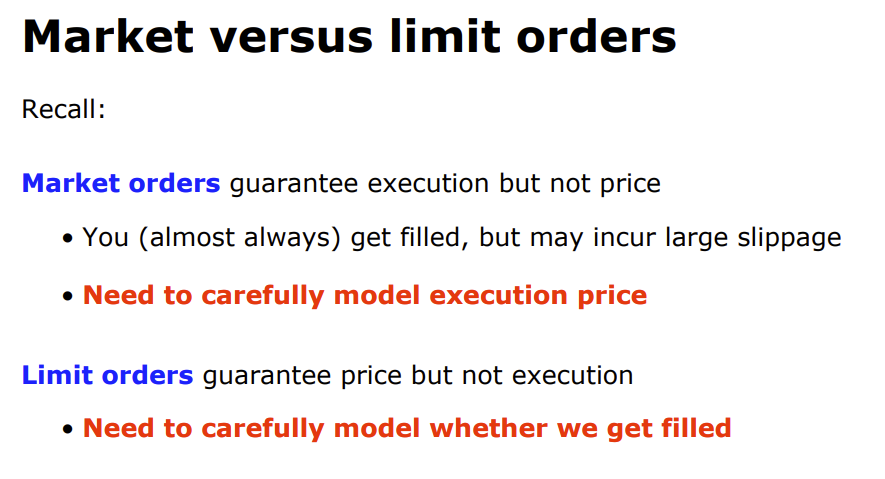 Market versus limit orders
Recall:
Market orders guarantee execution but not price
• You (almost always) get filled, but may incur large slippage
• Need to carefully model execution price
Limit orders guarantee price but not execution
• Need to carefully model whether we get filled